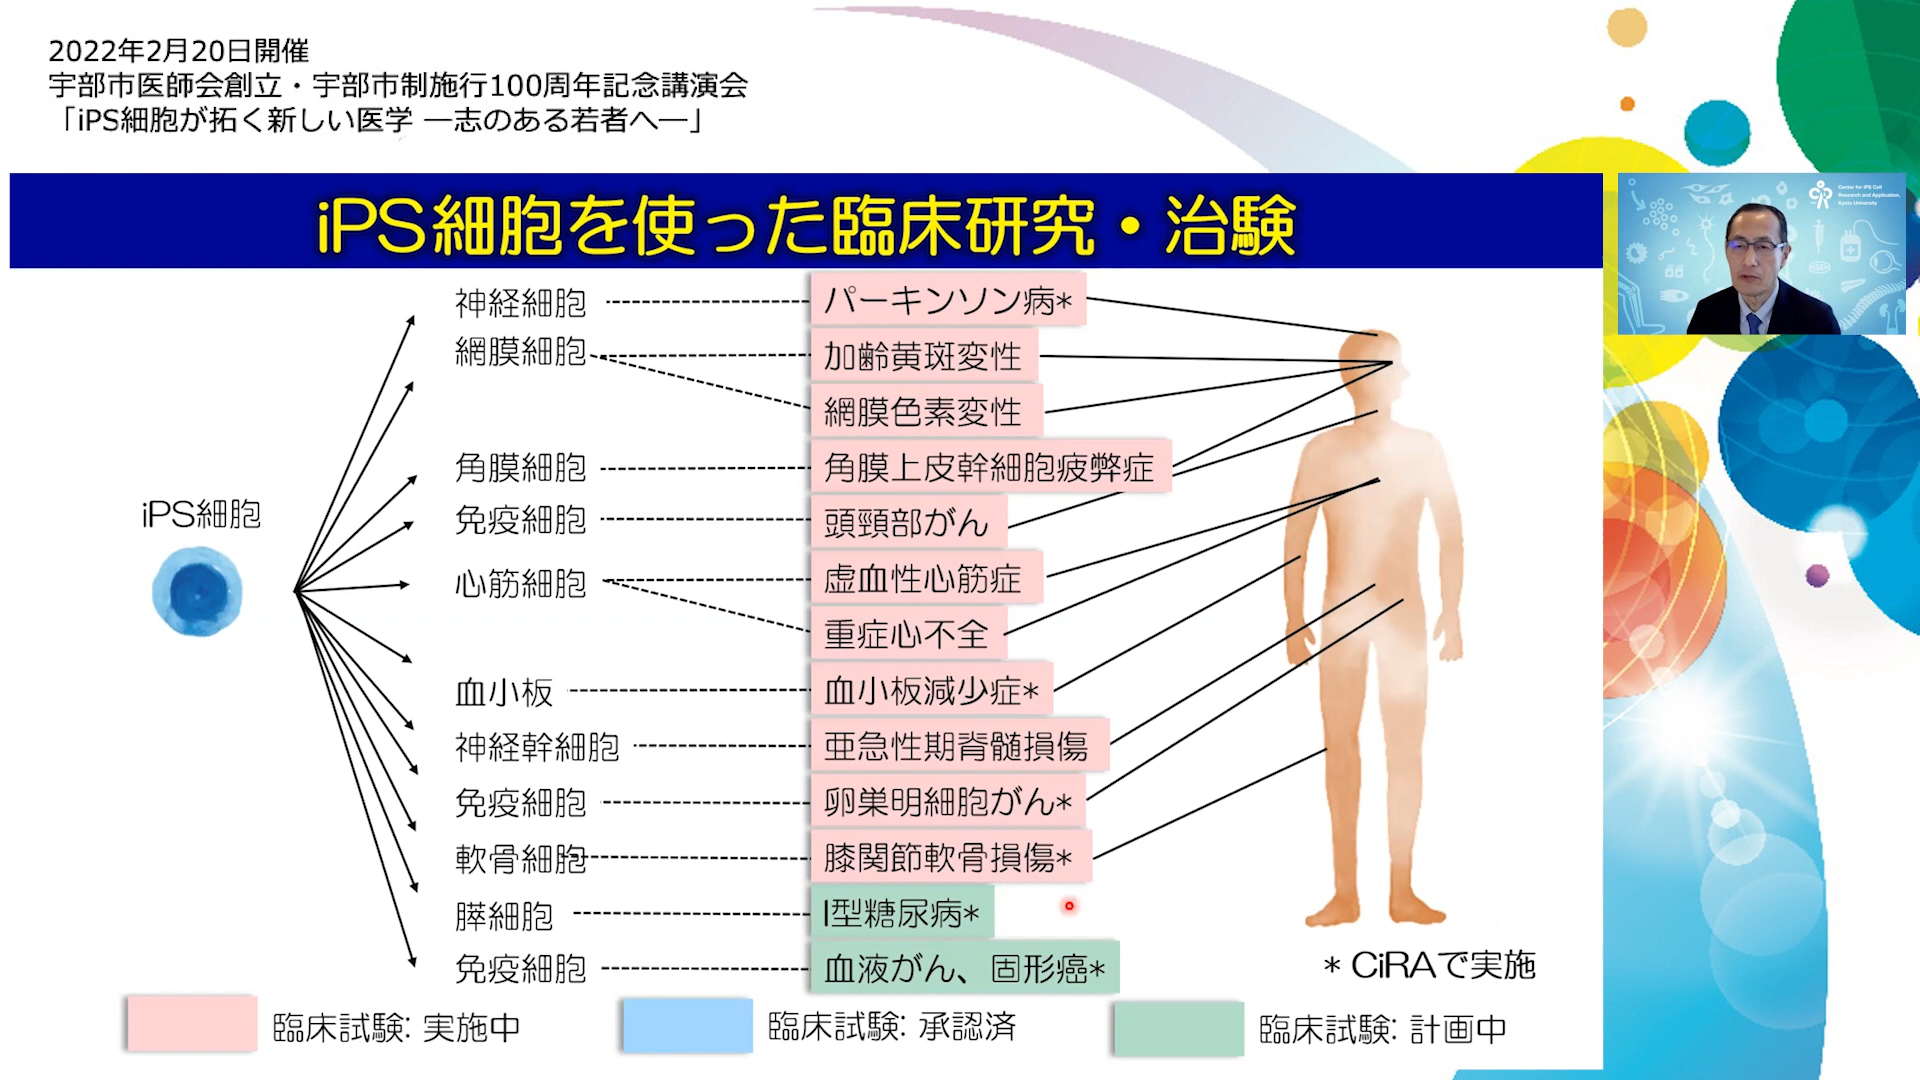 2022年2月20日開催
宇部市医師会創立・宇部市制施行100周年記念講演会
「iPS細胞が拓く新しい医学 ―志のある若者へ―」
Center for iPS Cell
Research and Application,
Kyoto University
iPS細胞を使った臨床研究・治験
神経細胞
パーキンソン病*
網膜細胞
加齢黄斑変性
網膜色素変性
角膜細胞
角膜上皮幹細胞疲弊症
iPS細胞
免疫細胞
頭頸部がん
心筋細胞
虚血性心筋症
重症心不全
血小板
血小板減少症*
神経幹細胞
亜急性期脊髄損傷
免疫細胞
卵巣明細胞がん*
軟骨細胞
膝関節軟骨損傷*
膵細胞
I型糖尿病*
免疫細胞
血液がん、固形癌*
* CiRAで実施
臨床試験: 実施中
臨床試験: 承認済
臨床試験: 計画中